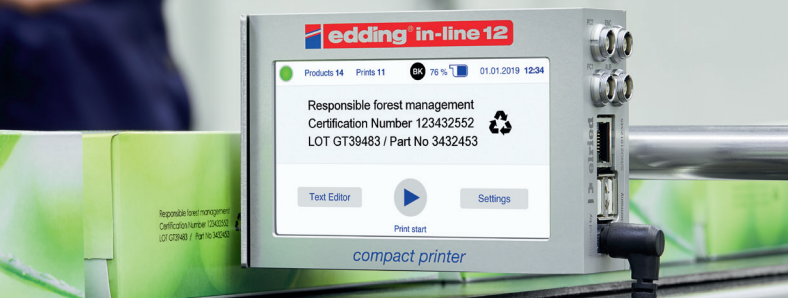 edding® in-line 12
Products 14 Prints 11 BK 76 % 01.01.2019 12:34
Responsible forest management
Certification Number 123432552
LOT GT39483 / Part No 3432453
Text Editor
Settings
Print start
compact printer
Responsible forest management
Certification Number 123432552
LOT GT39483 / Part No 3432453
edding